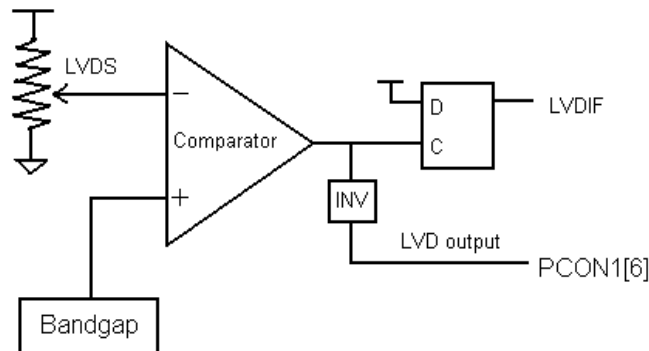 LVDS
−
Comparator
+
D
C
LVDIF
INV
LVD output
PCON1[6]
Bandgap